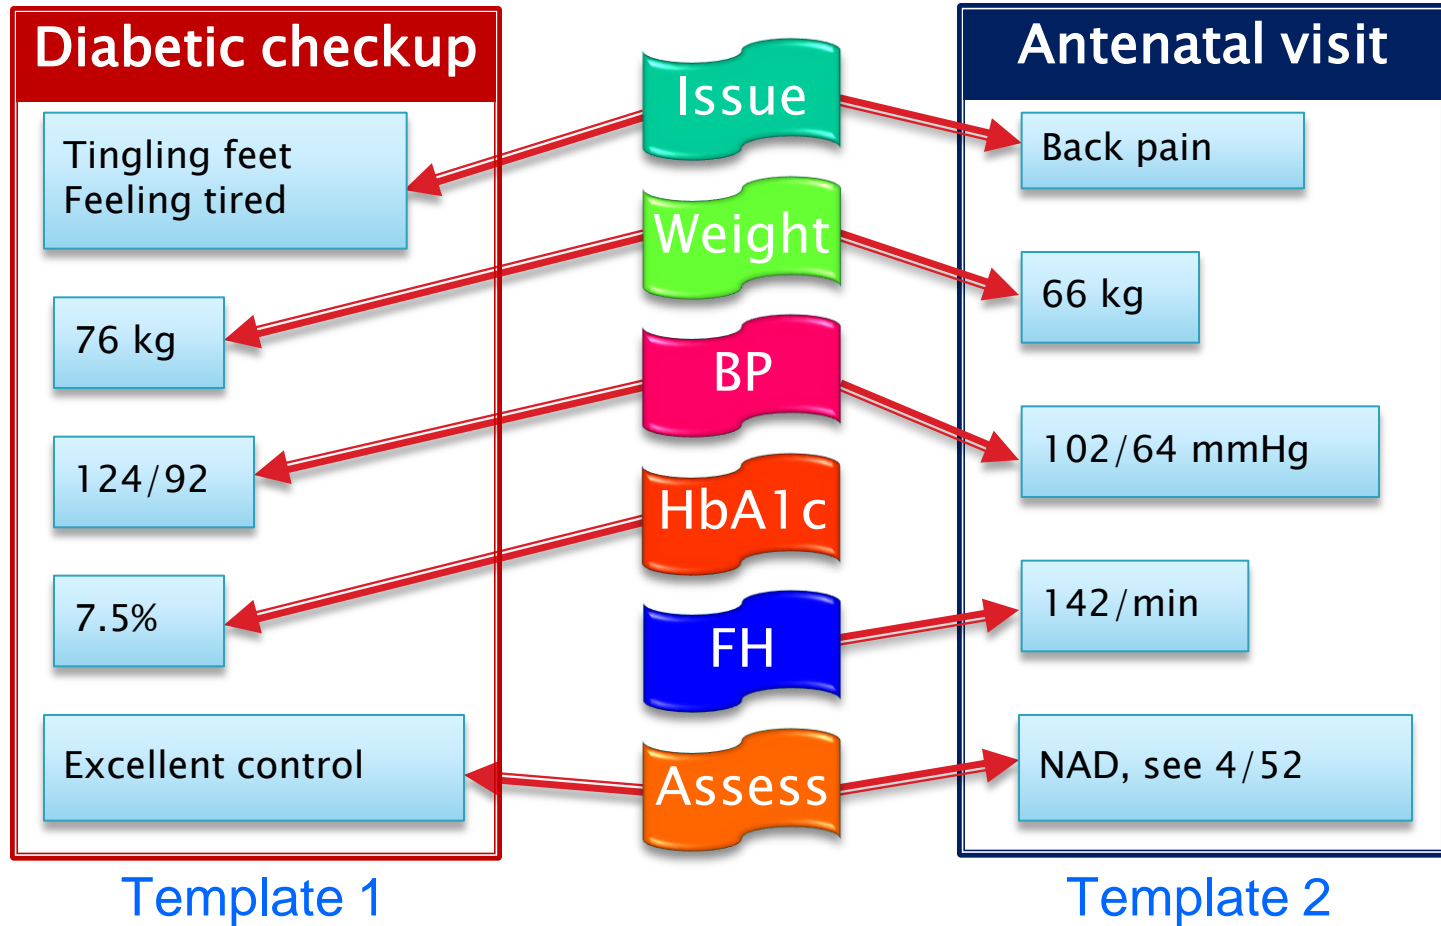 Diabetic checkup
Tingling feet
Feeling tired
76 kg
124/92
7.5%
Excellent control
Template 1
Issue
Weight
BP
HbA1c
FH
Assess
Antenatal visit
Back pain
66 kg
102/64 mmHg
142/min
NAD, see 4/52
Template 2